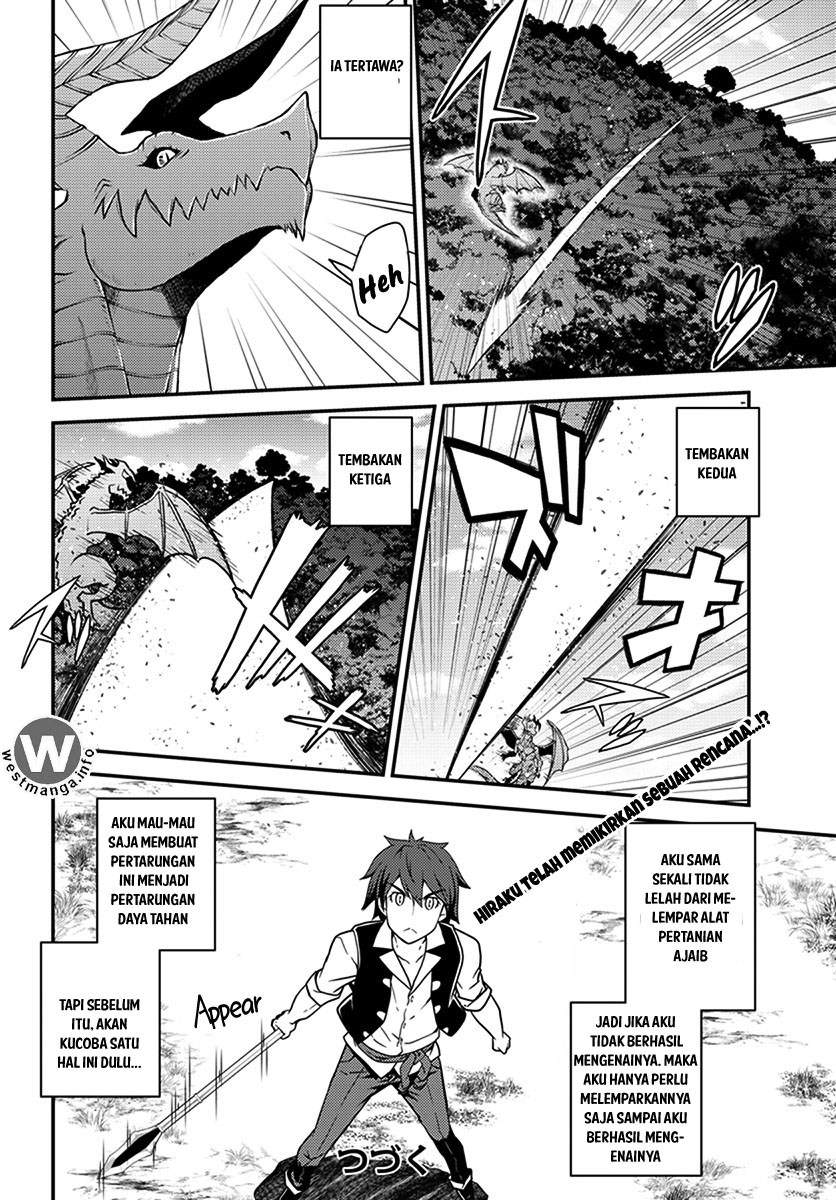 IA TERTAWA?
Heh
TEMBAKAN
KEDUA
TEMBAKAN
KETIGA
W
westmanga.info
HIRAKU TELAH MEMIKIRKAN SEBUAH RENCANA..!?
AKU SAMA
SEKALI TIDAK
LELAH DARI ME-
LEMPAR ALAT
PERTANIAN
AJAIB
JADI JIKA AKU
TIDAK BERHASIL
MENGENAINYA. MAKA
AKU HANYA PERLU
MELEMPARKANNYA
SAJA SAMPAI AKU
BERHASIL MENG-
ENAINYA
AKU MAU-MAU
SAJA MEMBUAT
PERTARUNGAN
INI MENJADI
PERTARUNGAN
DAYA TAHAN
Appear
TAPI SEBELUM
ITU, AKAN
KUCOBA SATU
HAL INI DULU...
つづく